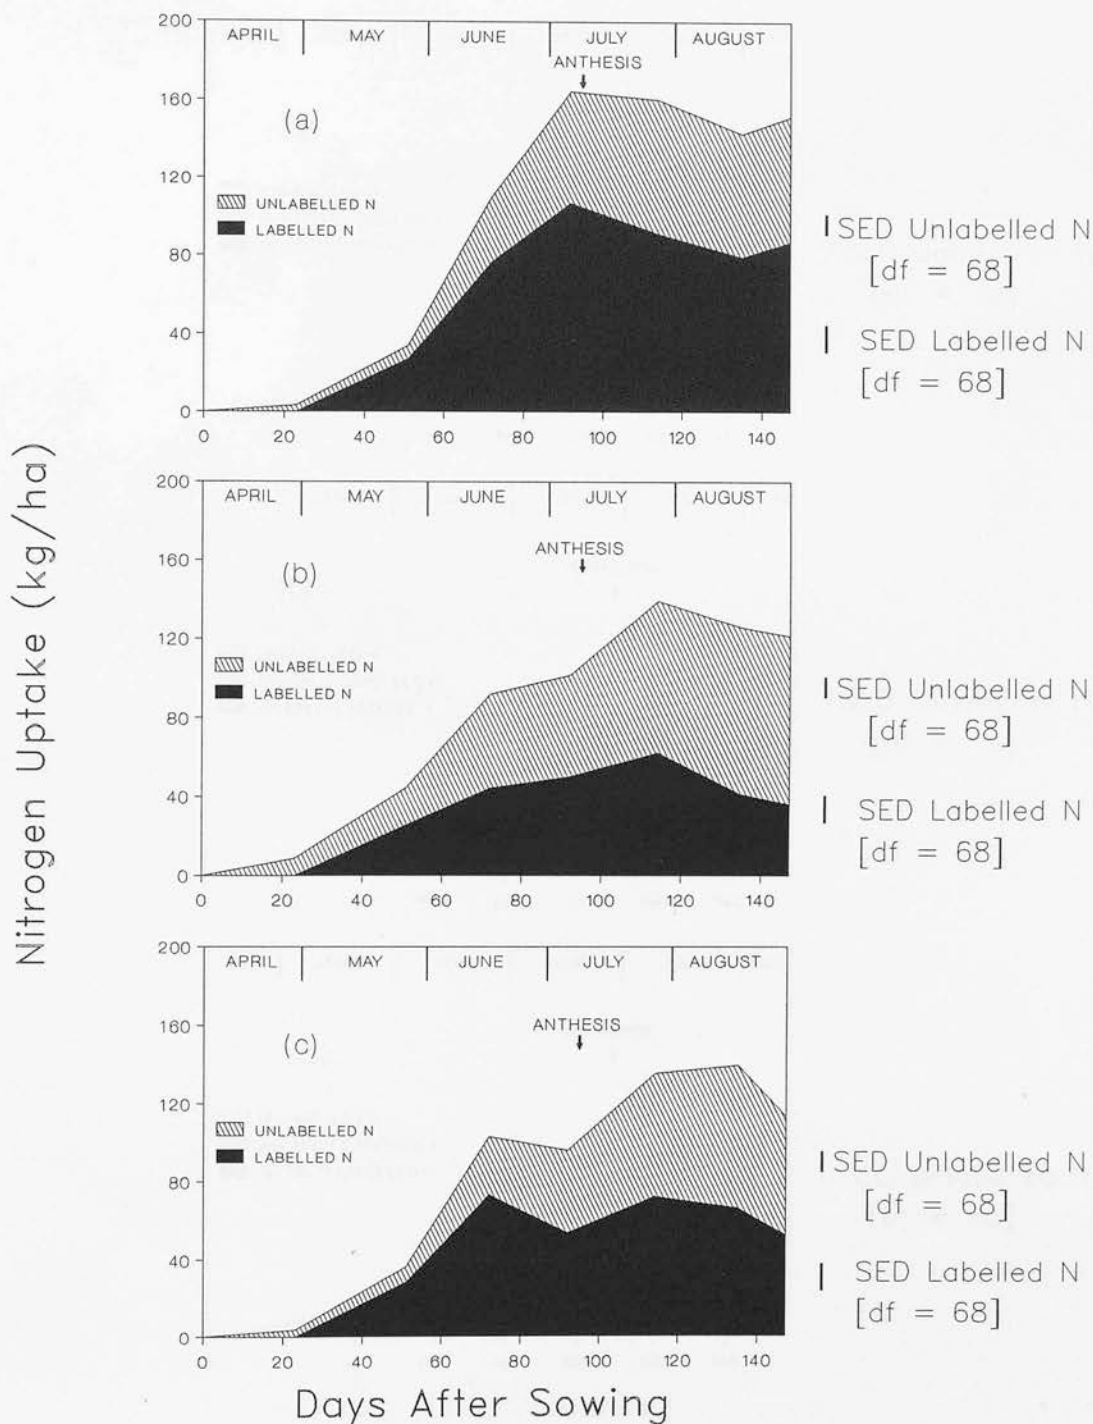 Nitrogen Uptake (kg/ha)
200
160
120
80
40
0
APRIL MAY JUNE JULY AUGUST
ANTHESIS
(a)
UNLABELLED N
LABELLED N
0 20 40 60 80 100 120 140
SED Unlabelled N
[df = 68]
SED Labelled N
[df = 68]
200
160
120
80
40
0
APRIL MAY JUNE JULY AUGUST
ANTHESIS
(b)
UNLABELLED N
LABELLED N
0 20 40 60 80 100 120 140
SED Unlabelled N
[df = 68]
SED Labelled N
[df = 68]
200
160
120
80
40
0
APRIL MAY JUNE JULY AUGUST
ANTHESIS
(c)
UNLABELLED N
LABELLED N
0 20 40 60 80 100 120 140
SED Unlabelled N
[df = 68]
SED Labelled N
[df = 68]
Days After Sowing